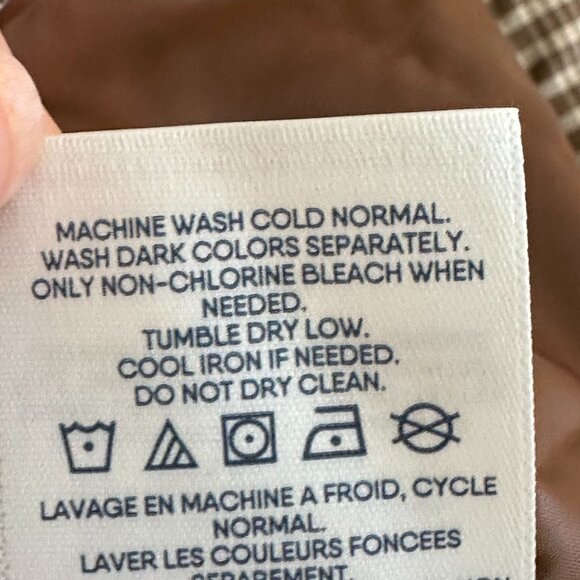 MACHINE WASH COLD NORMAL.
WASH DARK COLORS SEPARATELY.
ONLY NON-CHLORINE BLEACH WHEN
NEEDED.
TUMBLE DRY LOW.
COOL IRON IF NEEDED.
DO NOT DRY CLEAN.
LAVAGE EN MACHINE A FROID, CYCLE
NORMAL.
LAVER LES COULEURS FONCEES
SEPAREMENT.